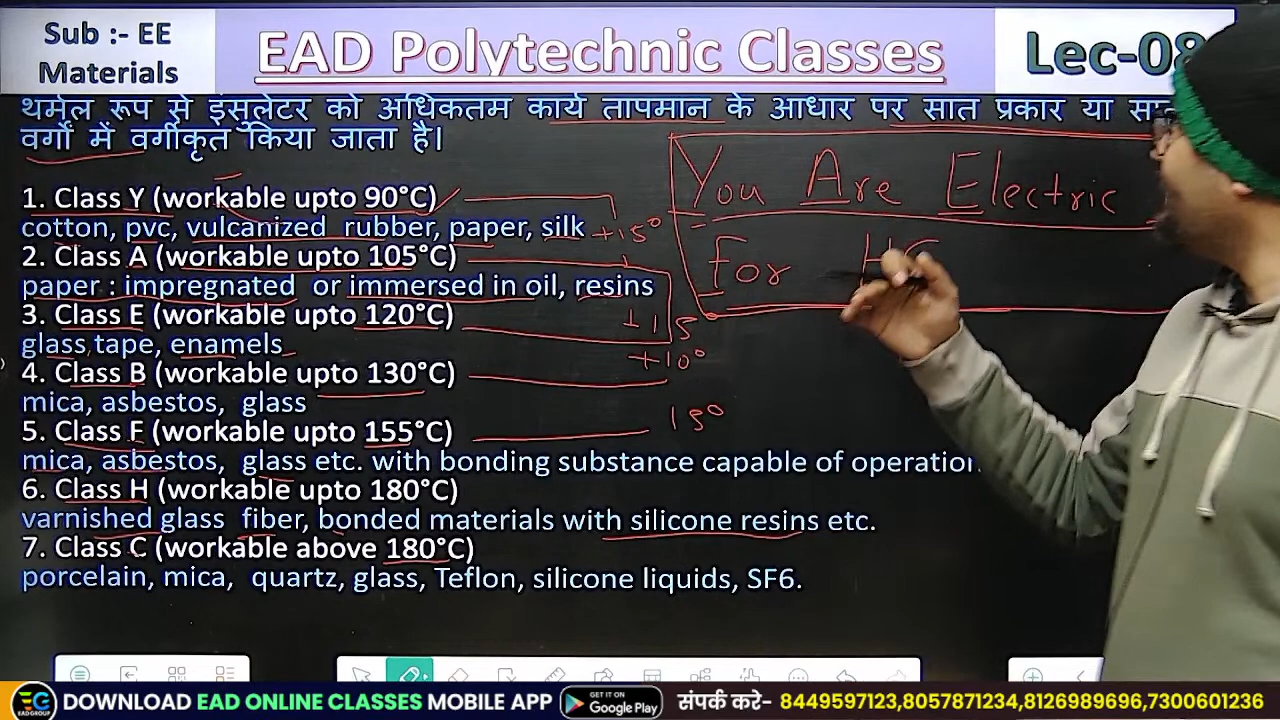 Sub :- EE
Materials
EAD Polytechnic Classes
Lec-08
थर्मल रूप से इंसुलेटर को अधिकतम कार्य तापमान के आधार पर सात प्रकार या
वर्गों में वर्गीकृत किया जाता है।
You Are Electric
For
1. Class Y (workable upto 90°C)
cotton, pvc, vulcanized rubber, paper, silk
+15°
2. Class A (workable upto 105°C)
paper : impregnated or immersed in oil, resins
3. Class E (workable upto 120°C)
+15
glass tape, enamels
+10°
4. Class B (workable upto 130°C)
mica, asbestos, glass
5. Class F (workable upto 155°C)
mica, asbestos, glass etc. with bonding substance capable of operation
6. Class H (workable upto 180°C)
varnished glass fiber, bonded materials with silicone resins etc.
7. Class C (workable above 180°C)
porcelain, mica, quartz, glass, Teflon, silicone liquids, SF6.
EG
EAD GROUP
DOWNLOAD EAD ONLINE CLASSES MOBILE APP
GET IT ON
Google Play
संपर्क करे- 8449597123,8057871234,8126989696,7300601236